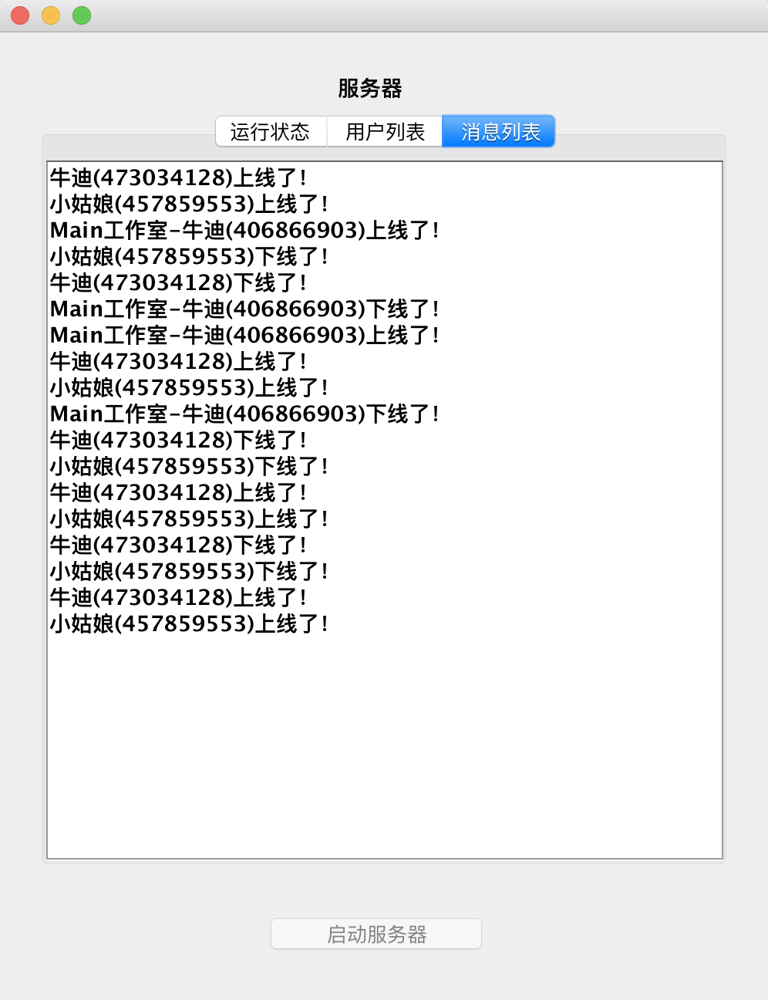 服务器
运行状态 用户列表 消息列表
牛迪(473034128)上线了!
小姑娘(457859553)上线了!
Main工作室-牛迪(406866903)上线了!
小姑娘(457859553)下线了!
牛迪(473034128)下线了!
Main工作室-牛迪(406866903)下线了!
Main工作室-牛迪(406866903)上线了!
牛迪(473034128)上线了!
小姑娘(457859553)上线了!
Main工作室-牛迪(406866903)下线了!
牛迪(473034128)下线了!
小姑娘(457859553)下线了!
牛迪(473034128)上线了!
小姑娘(457859553)上线了!
牛迪(473034128)下线了!
小姑娘(457859553)下线了!
牛迪(473034128)上线了!
小姑娘(457859553)上线了!
启动服务器